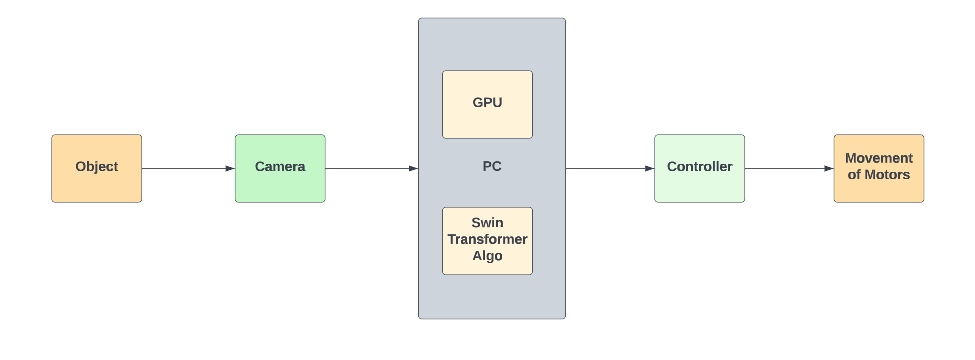 Object
Camera
GPU
PC
Swin
Transformer
Algo
Controller
Movement
of Motors